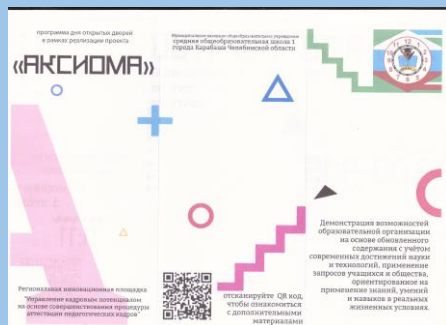 программа дня открытых дверей
в рамках реализации проекта
«АКСИОМА»
Региональная инновационная площадка
"Управление кадровым потенциалом
на основе совершенствования процедуры
аттестации педагогических кадров"
Муниципальное казенное общеобразовательное учреждение
средняя общеобразовательная школа 1
города Карабаша Челябинской области
отсканируйте QR код,
чтобы ознакомиться
с дополнительными
материалами
Демонстрация возможностей
образовательной организации
на основе обновленного
содержания с учётом
современных достижений науки
и технологий, применение
запросов учащихся и общества,
ориентированное на
применение знаний, умений
и навыков в реальных
жизненных условиях.